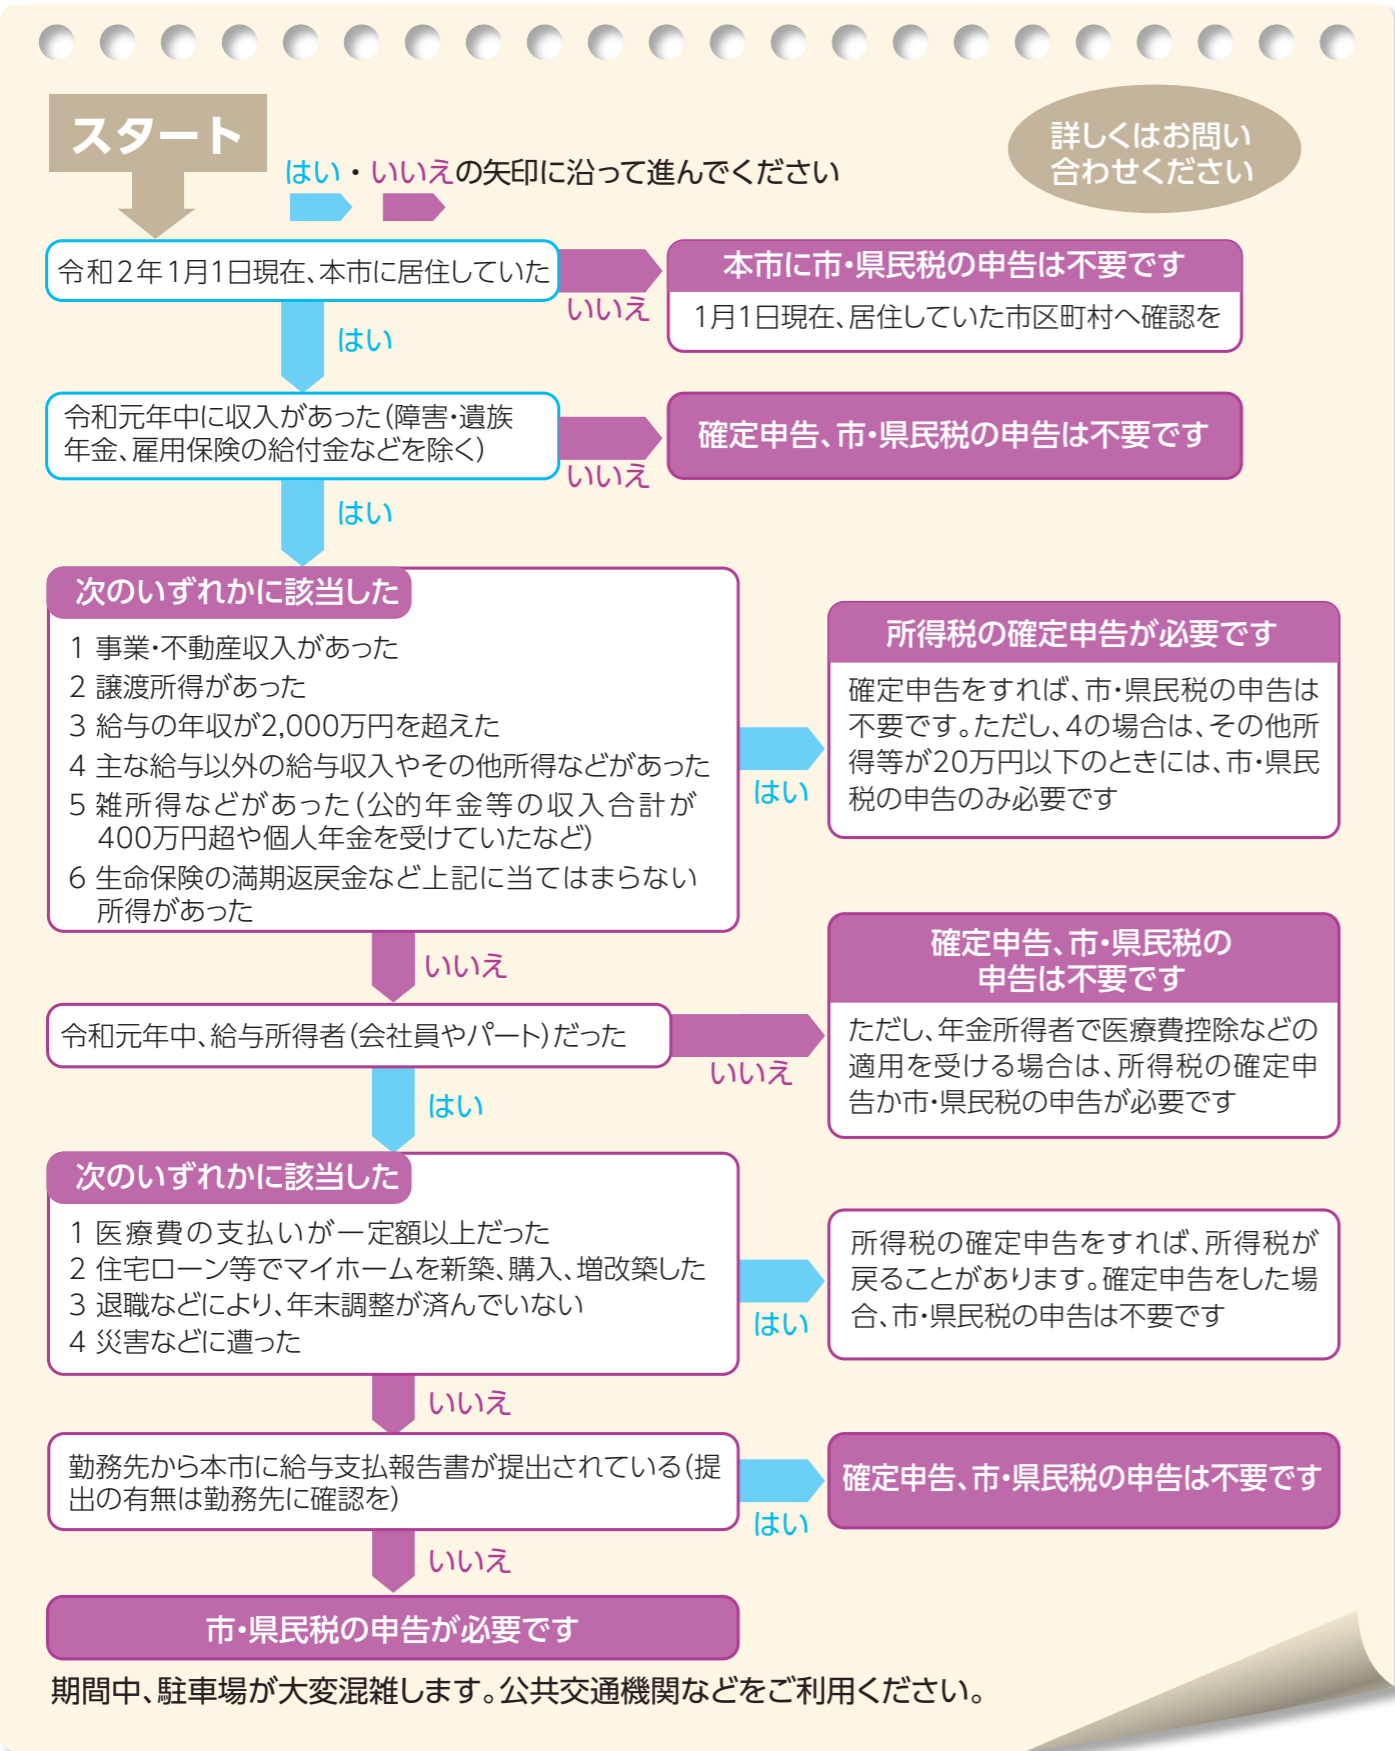 スタート
詳しくはお問い
合わせください
はい・いいえの矢印に沿って進んでください
令和2年1月1日現在、本市に居住していた
いいえ
本市に市・県民税の申告は不要です
1月1日現在、居住していた市区町村へ確認を
はい
令和元年中に収入があった(障害・遺族
年金、雇用保険の給付金などを除く)
いいえ
確定申告、市・県民税の申告は不要です
はい
次のいずれかに該当した
1 事業・不動産収入があった
2 譲渡所得があった
3 給与の年収が2,000万円を超えた
4 主な給与以外の給与収入やその他所得などがあった
5 雑所得などがあった(公的年金等の収入合計が
400万円超や個人年金を受けていたなど)
6 生命保険の満期返戻金など上記に当てはまらない
所得があった
はい
所得税の確定申告が必要です
確定申告をすれば、市・県民税の申告は
不要です。ただし、4の場合は、その他所
得等が20万円以下のときには、市・県民
税の申告のみ必要です
いいえ
令和元年中、給与所得者(会社員やパート)だった
いいえ
確定申告、市・県民税の
申告は不要です
ただし、年金所得者で医療費控除などの
適用を受ける場合は、所得税の確定申
告か市・県民税の申告が必要です
はい
次のいずれかに該当した
1 医療費の支払いが一定額以上だった
2 住宅ローン等でマイホームを新築、購入、増改築した
3 退職などにより、年末調整が済んでいない
4 災害などに遭った
はい
所得税の確定申告をすれば、所得税が
戻ることがあります。確定申告をした場
合、市・県民税の申告は不要です
いいえ
勤務先から本市に給与支払報告書が提出されている(提
出の有無は勤務先に確認を)
はい
確定申告、市・県民税の申告は不要です
いいえ
市・県民税の申告が必要です
期間中、駐車場が大変混雑します。公共交通機関などをご利用ください。